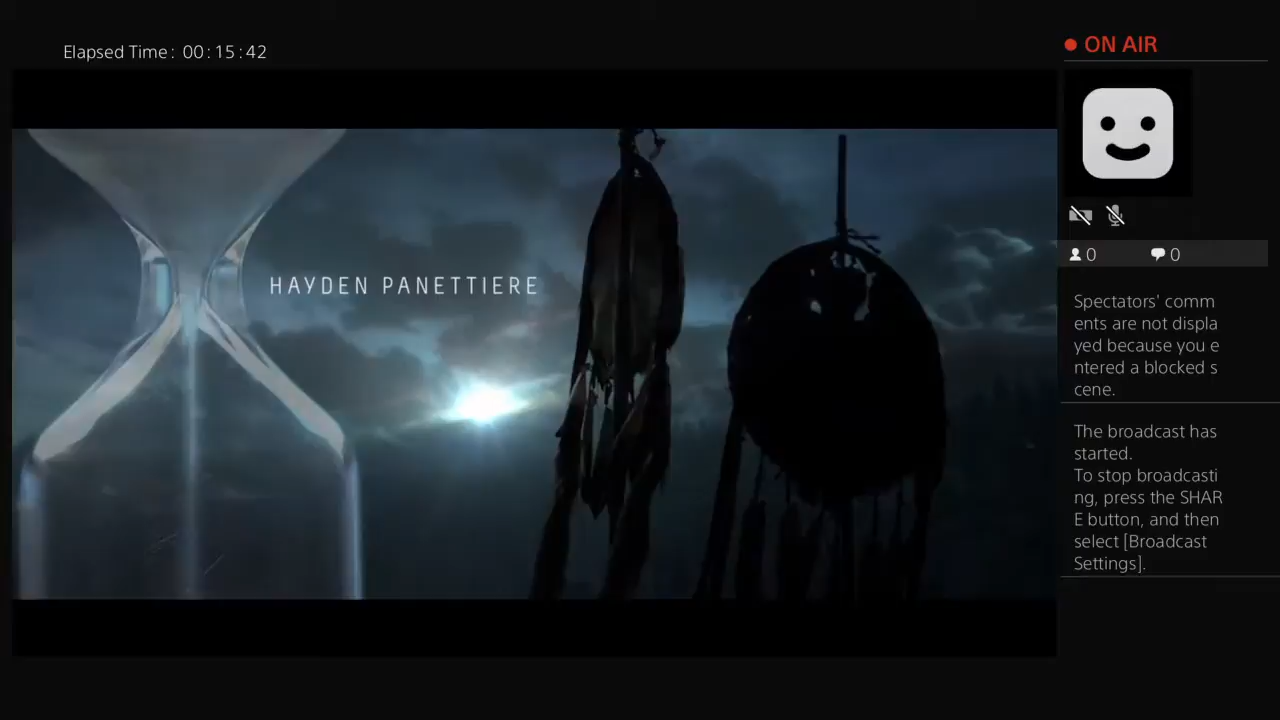 Elapsed Time: 00:15:42
ON AIR
HAYDEN PANETTIERE
0
0
Spectators' comm
ents are not displa
yed because you e
ntered a blocked s
cene.
The broadcast has
started.
To stop broadcasti
ng, press the SHAR
E button, and then
select [Broadcast
Settings].